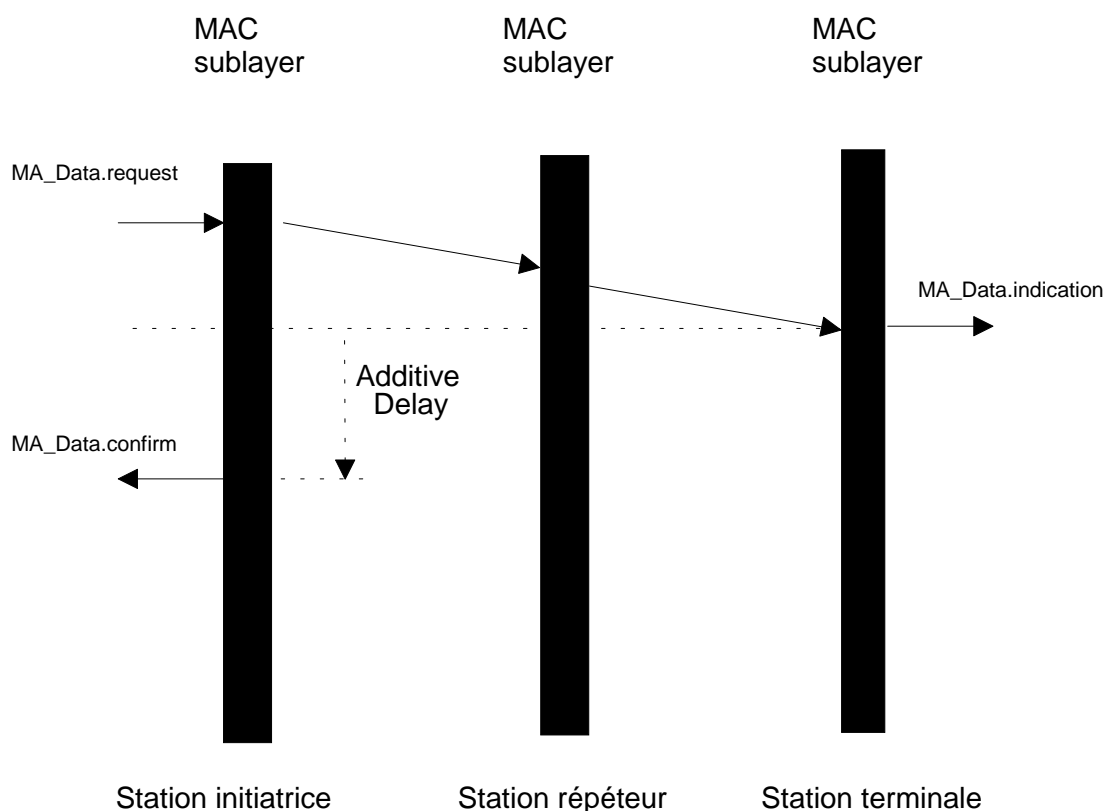 MAC
sublayer
MAC
sublayer
MAC
sublayer
MA_Data.request
MA_Data.indication
Additive
Delay
MA_Data.confirm
Station initiatrice
Station répéteur
Station terminale